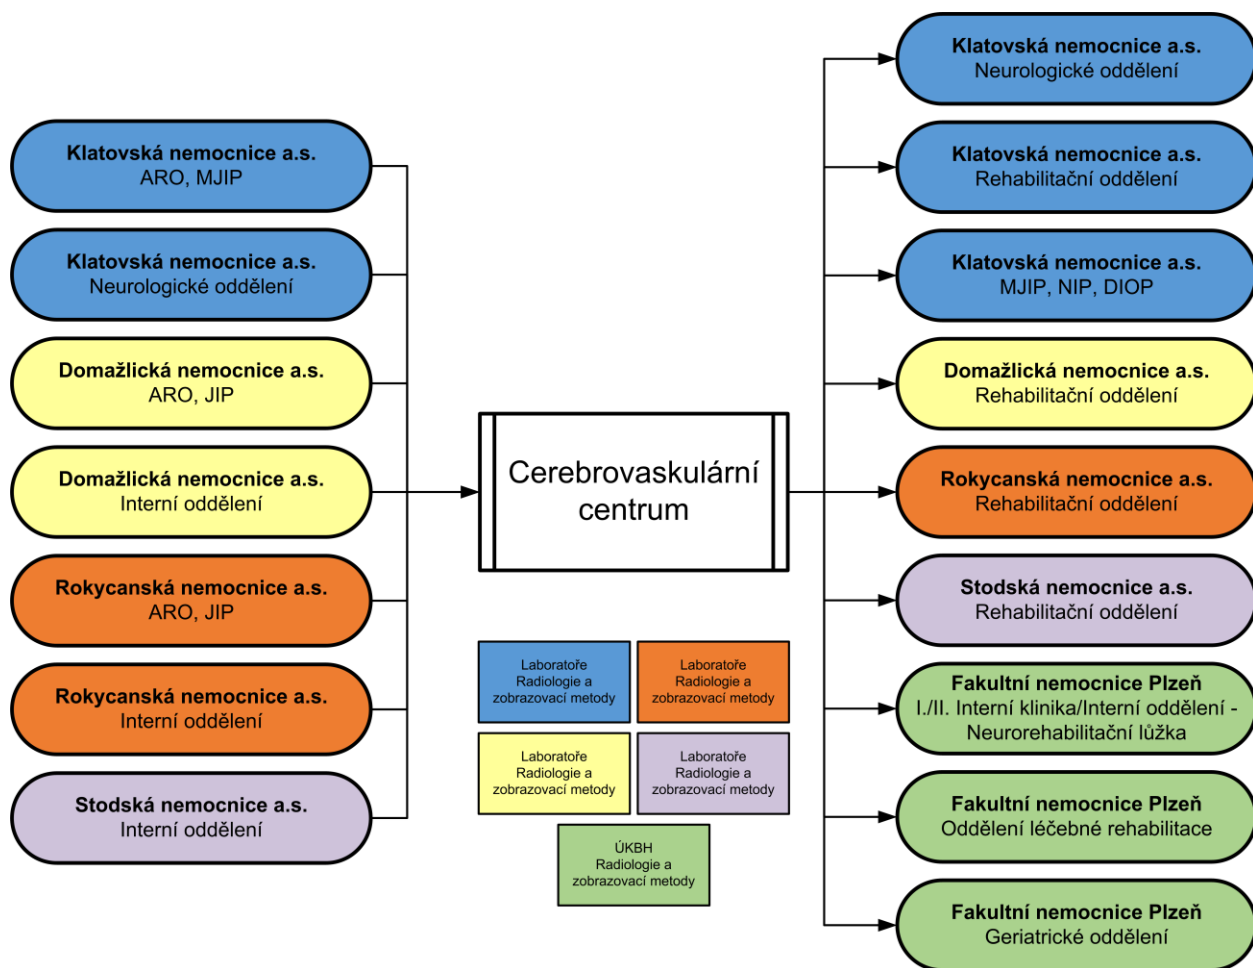 Klatovská nemocnice a.s.
ARO, MJIP
Klatovská nemocnice a.s.
Neurologické oddělení
Domažlická nemocnice a.s.
ARO, JIP
Domažlická nemocnice a.s.
Interní oddělení
Rokycanská nemocnice a.s.
ARO, JIP
Rokycanská nemocnice a.s.
Interní oddělení
Stodská nemocnice a.s.
Interní oddělení
Cerebrovaskulární
centrum
Laboratoře
Radiologie a
zobrazovací metody
Laboratoře
Radiologie a
zobrazovací metody
Laboratoře
Radiologie a
zobrazovací metody
Laboratoře
Radiologie a
zobrazovací metody
ÚKBH
Radiologie a
zobrazovací metody
Klatovská nemocnice a.s.
Neurologické oddělení
Klatovská nemocnice a.s.
Rehabilitační oddělení
Klatovská nemocnice a.s.
MJIP, NIP, DIOP
Domažlická nemocnice a.s.
Rehabilitační oddělení
Rokycanská nemocnice a.s.
Rehabilitační oddělení
Stodská nemocnice a.s.
Rehabilitační oddělení
Fakultní nemocnice Plzeň
I./II. Interní klinika/Interní oddělení -
Neurorehabilitační lůžka
Fakultní nemocnice Plzeň
Oddělení léčebné rehabilitace
Fakultní nemocnice Plzeň
Geriatrické oddělení